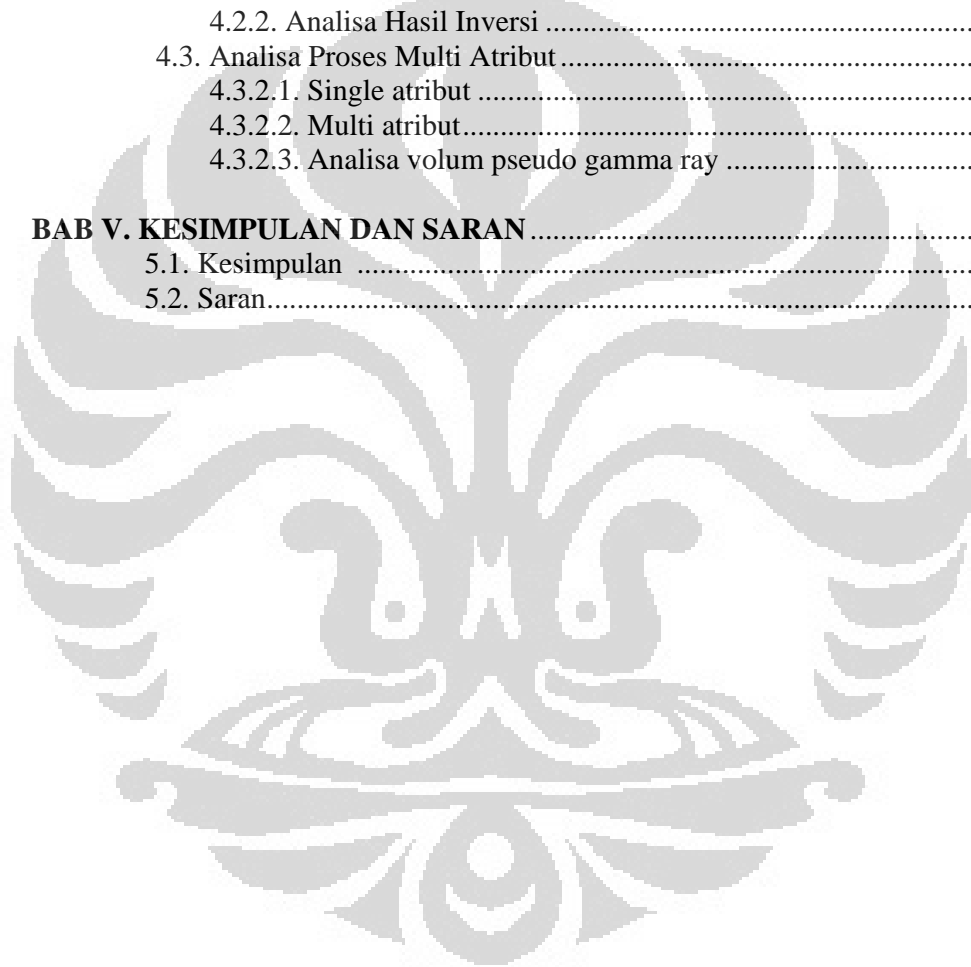 4.2.2. Analisa Hasil Inversi ........................................................
4.3. Analisa Proses Multi Atribut ........................................................
4.3.2.1. Single atribut ........................................................
4.3.2.2. Multi atribut ........................................................
4.3.2.3. Analisa volum pseudo gamma ray ........................................
BAB V. KESIMPULAN DAN SARAN ........................................................
5.1. Kesimpulan ........................................................
5.2. Saran ........................................................